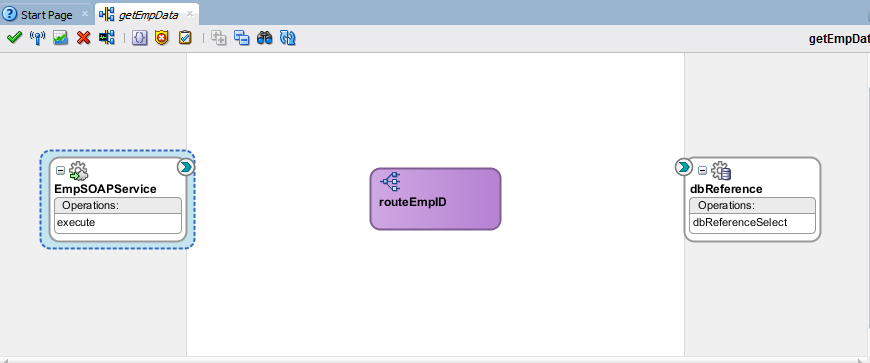 Start Page
getEmpData
getEmpDat
EmpSOAPService
Operations:
execute
routeEmpID
dbReference
Operations:
dbReferenceSelect